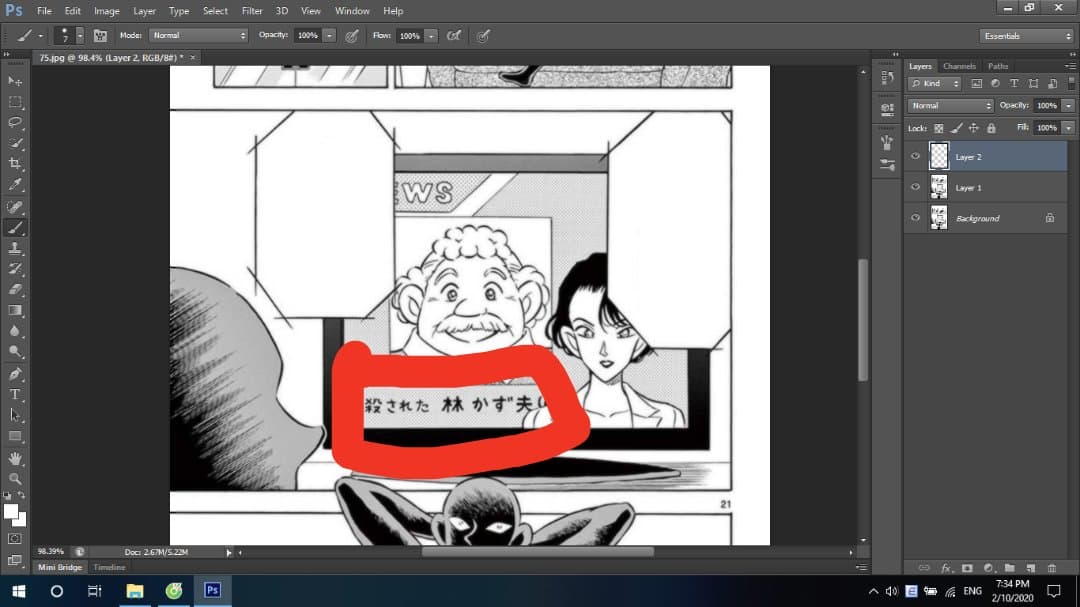 Ps File Edit Image Layer Type Select Filter 3D View Window Help
7 Mode: Normal Opacity: 100% Flow: 100% Essentials
75.jpg @ 98.4% (Layer 2, RGB/8#) * ×
Layers Channels Paths
Kind
Normal Opacity: 100%
Lock: Fill: 100%
Layer 2
Layer 1
Background
EWS
殺された 林 かず夫
21
98.39% Doc: 2.67M/5.22M
Mini Bridge Timeline
Ps ENG 7:34 PM
2/10/2020